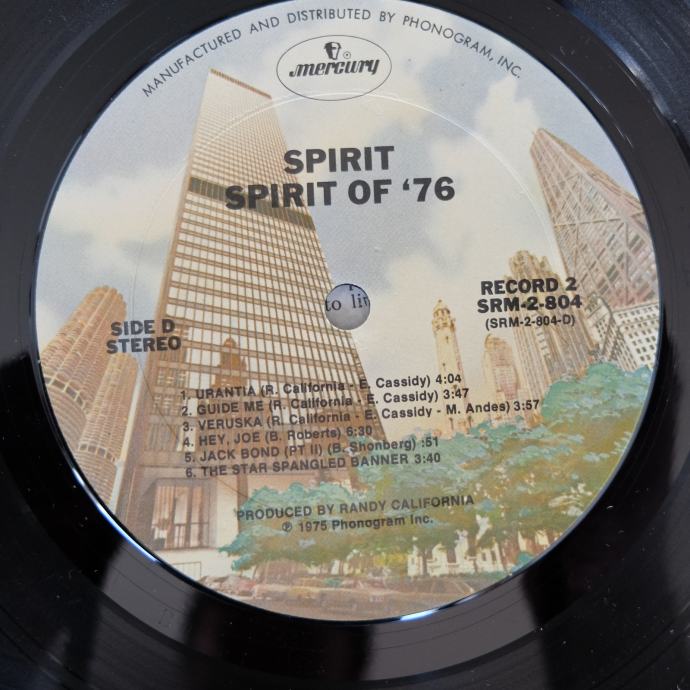 MANUFACTURED AND DISTRIBUTED BY PHONOGRAM, INC.
mercury
SPIRIT
SPIRIT OF ‘76
RECORD 2
SRM-2-804
(SRM-2-804-D)
SIDE D
STEREO
to
1. URANTIA (R. California - E. Cassidy) 4:04
2. GUIDE ME (R. California - E. Cassidy) 3:47
3. VERUSKA (R. California - E. Cassidy - M. Andes) 3:57
4. HEY, JOE (B. Roberts) 6:30
5. JACK BOND (PT II) (B. Shonberg) :51
6. THE STAR SPANGLED BANNER 3:40
PRODUCED BY RANDY CALIFORNIA
℗ 1975 Phonogram Inc.